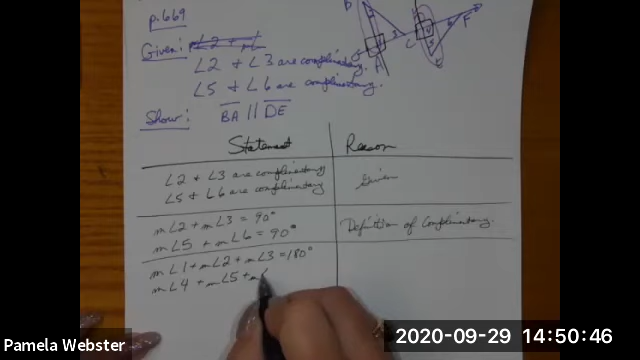 p.669
Given:
∠2 & ∠3 are complimentary.
∠5 & ∠6 are complimentary.
Show: BA || DE
Statement Reason
∠2 & ∠3 are complimentary Given
∠5 & ∠6 are complimentary
m∠2 + m∠3 = 90° Definition of Complimentary.
m∠5 + m∠6 = 90°
m∠1 + m∠2 + m∠3 = 180°
m∠4 + m∠5 + m∠
Pamela Webster
2020-09-29 14:50:46